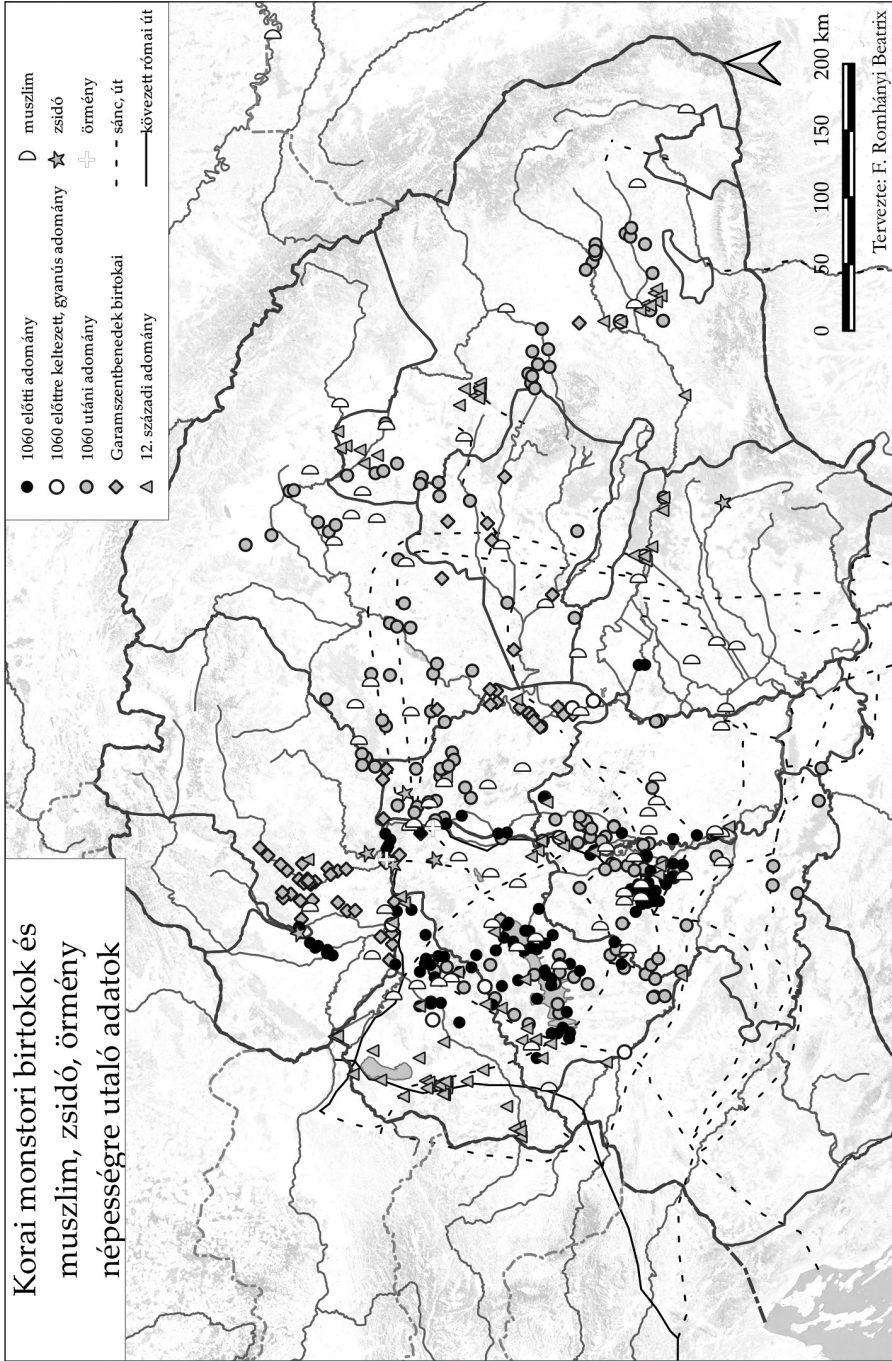 Korai monstori birtokok és
muszlim, zsidó, örmény
népességre utaló adatok
1060 előtti adomány
1060 előttre keltezett, gyanús adomány
1060 utáni adomány
Garamszentbenedek birtokai
12. századi adomány
muszlim
zsidó
örmény
sánc, út
kövezett római út
0 50 100 150 200 km
Tervezte: F. Romhányi Beatrix